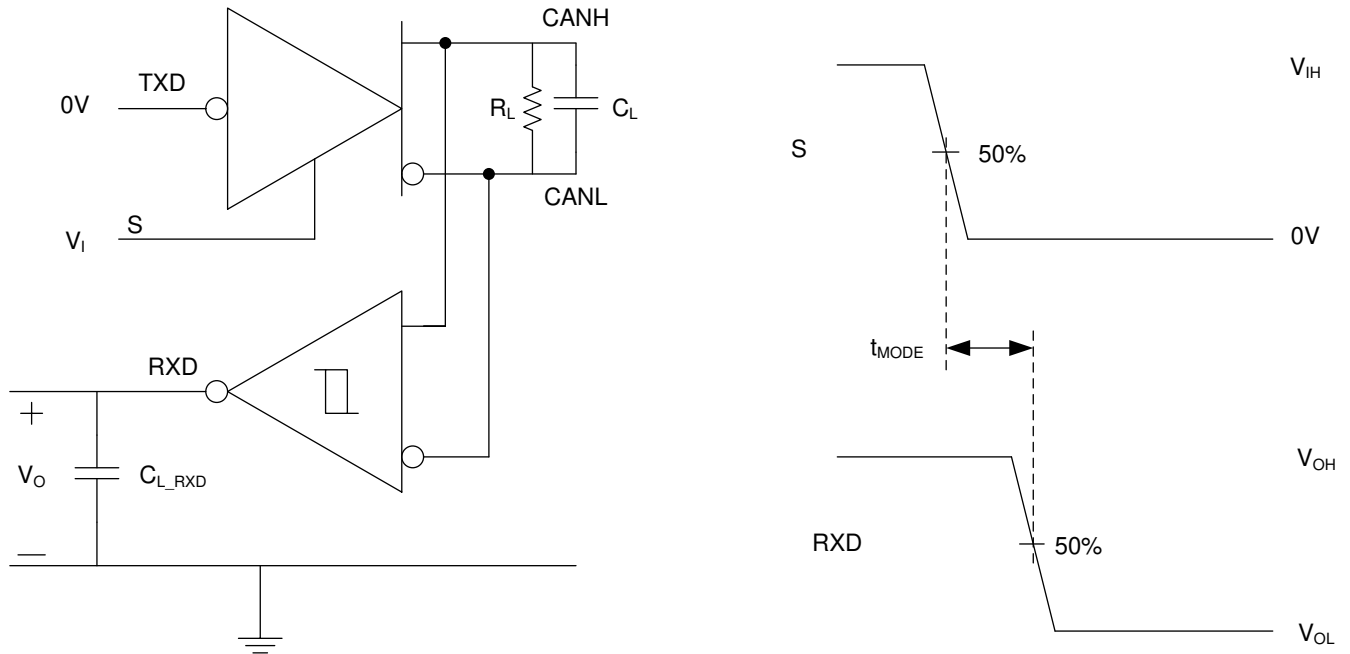 CANH
TXD
0V
R_L
C_L
CANL
S
V_I
RXD
+
V_O
C_L_RXD
—
V_IH
S
50%
0V
t_MODE
V_OH
RXD
50%
V_OL